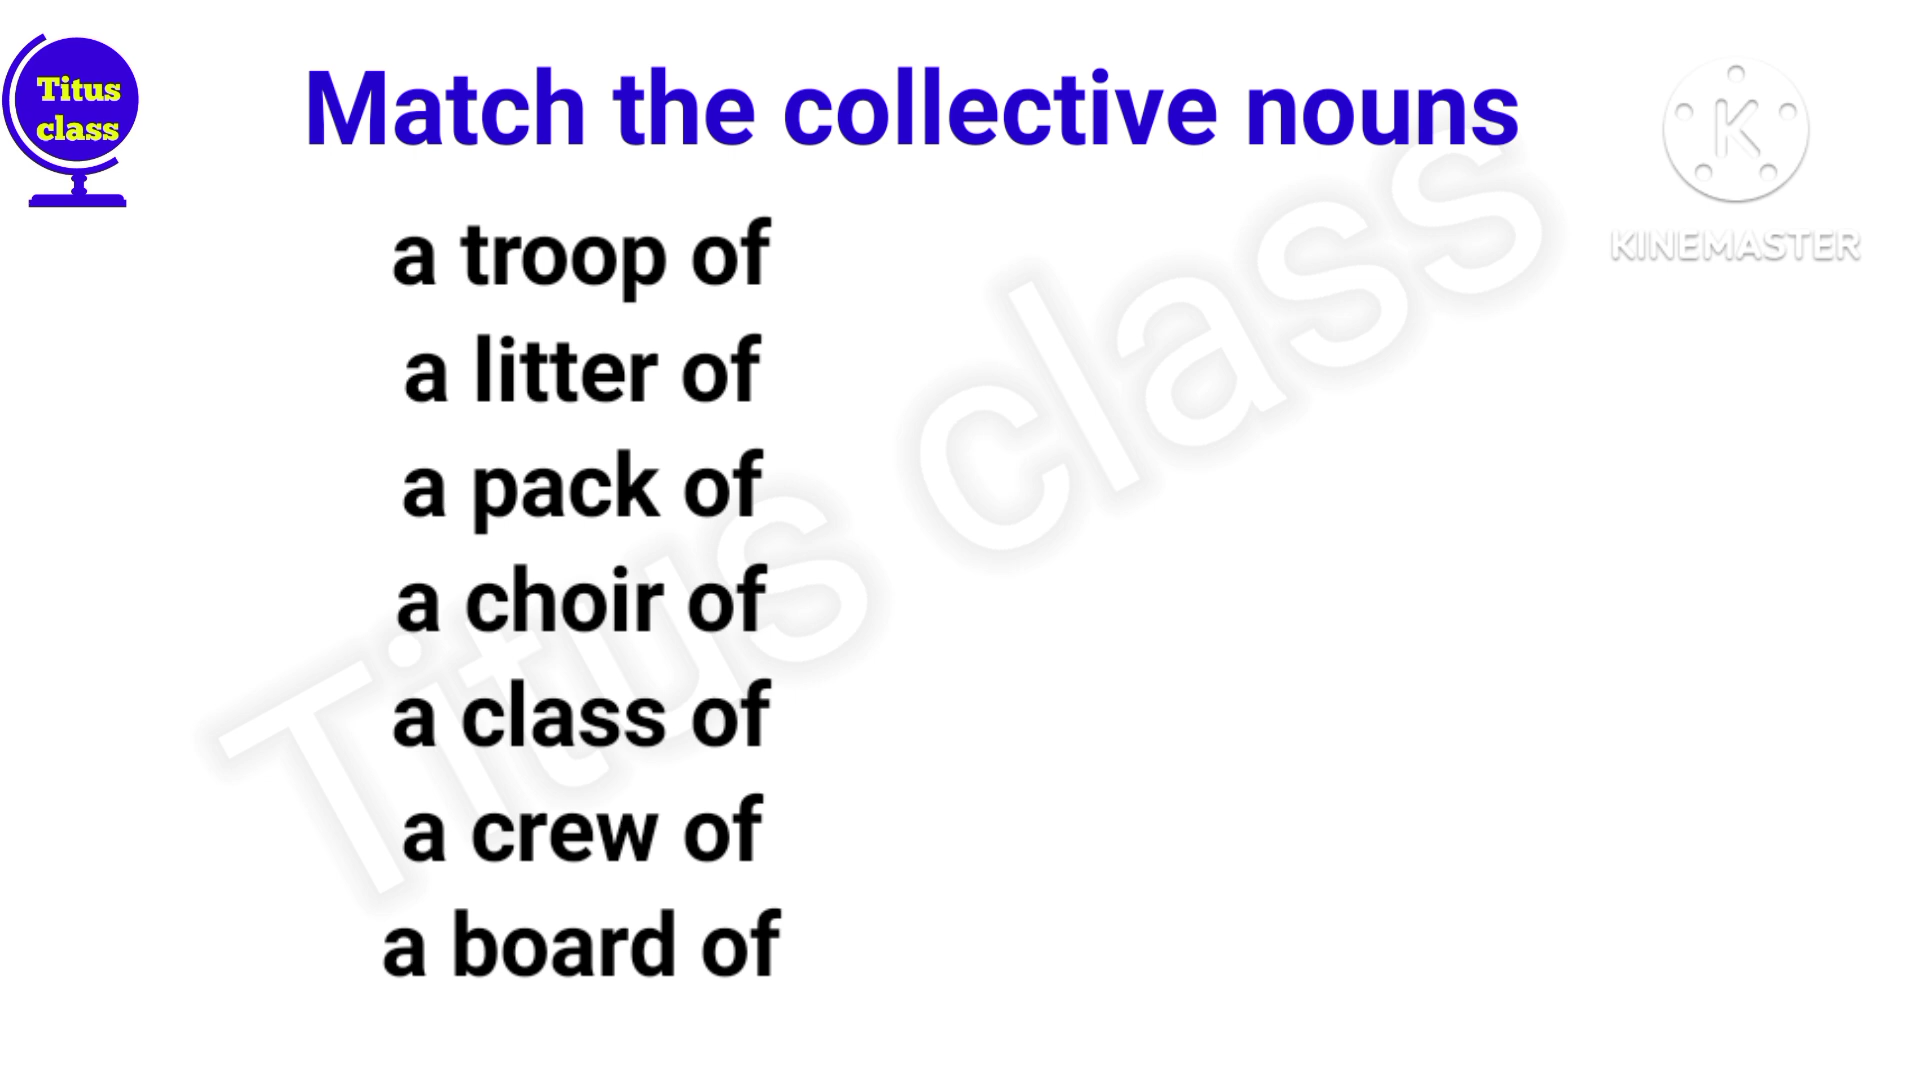 Titus
class
Match the collective nouns
K
KINEMASTER
a troop of
a litter of
a pack of
a choir of
a class of
a crew of
a board of
Titus class